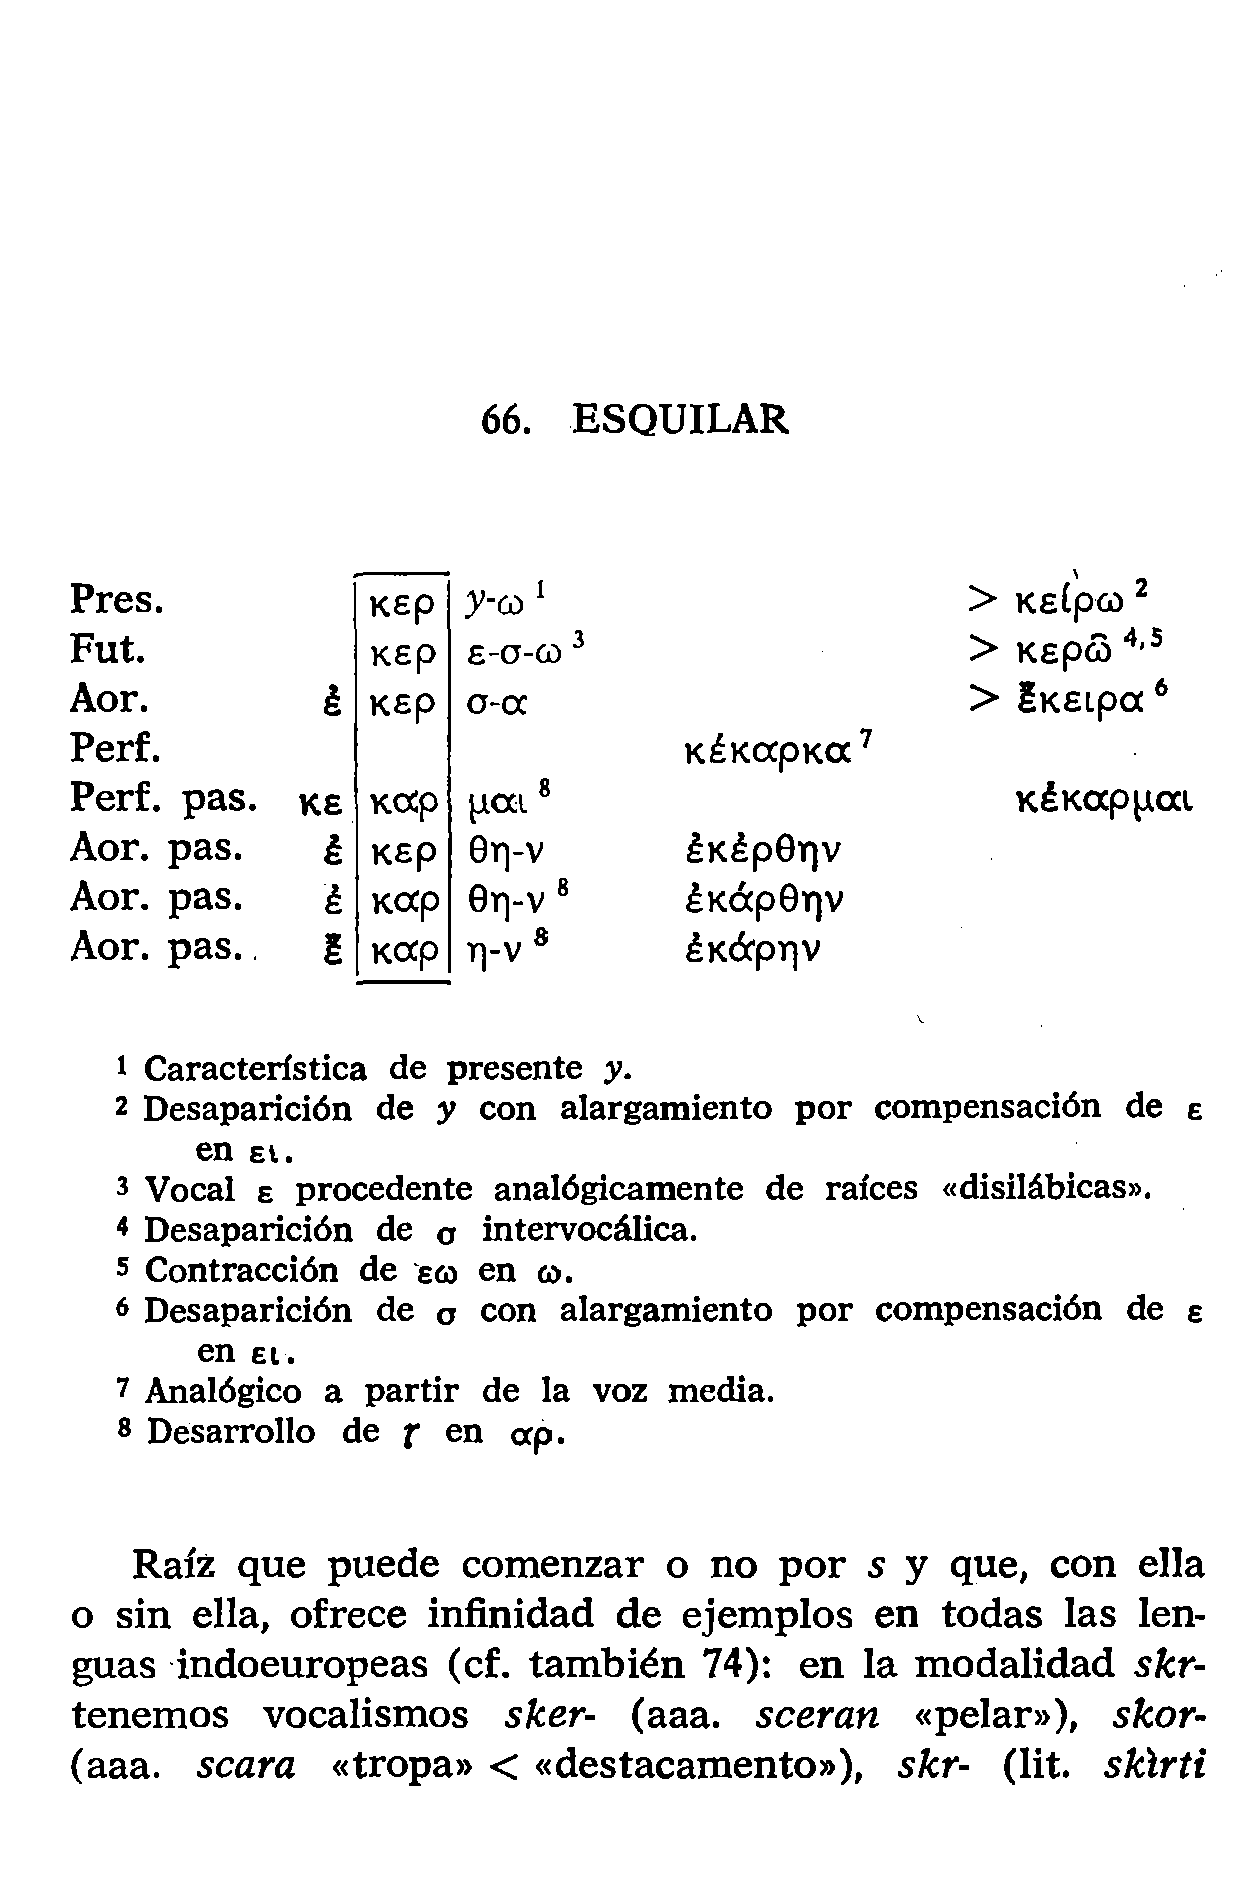 66. ESQUILAR
Pres. κερ y-ω 1 > κείρω 2
Fut. κερ ε-σ-ω 3 > κερῶ 4,5
Aor. ἐ κερ σ-α > ἔκειρα 6
Perf. κέκαρκα 7
Perf. pas. κε καρ μαι 8 κέκαρμαι
Aor. pas. ἐ κερ θη-ν ἐκέρθην
Aor. pas. ἐ καρ θη-ν 8 ἐκάρθην
Aor. pas. ἔ καρ η-ν 8 ἐκάρην
1 Característica de presente y.
2 Desaparición de y con alargamiento por compensación de ε
en ει.
3 Vocal ε procedente analógicamente de raíces «disilábicas».
4 Desaparición de σ intervocálica.
5 Contracción de εω en ω.
6 Desaparición de σ con alargamiento por compensación de ε
en ει.
7 Analógico a partir de la voz media.
8 Desarrollo de r̥ en αρ.
Raíz que puede comenzar o no por s y que, con ella
o sin ella, ofrece infinidad de ejemplos en todas las len-
guas indoeuropeas (cf. también 74): en la modalidad skr-
tenemos vocalismos sker- (aaa. sceran «pelar»), skor-
(aaa. scara «tropa» < «destacamento»), skr- (lit. skìrti